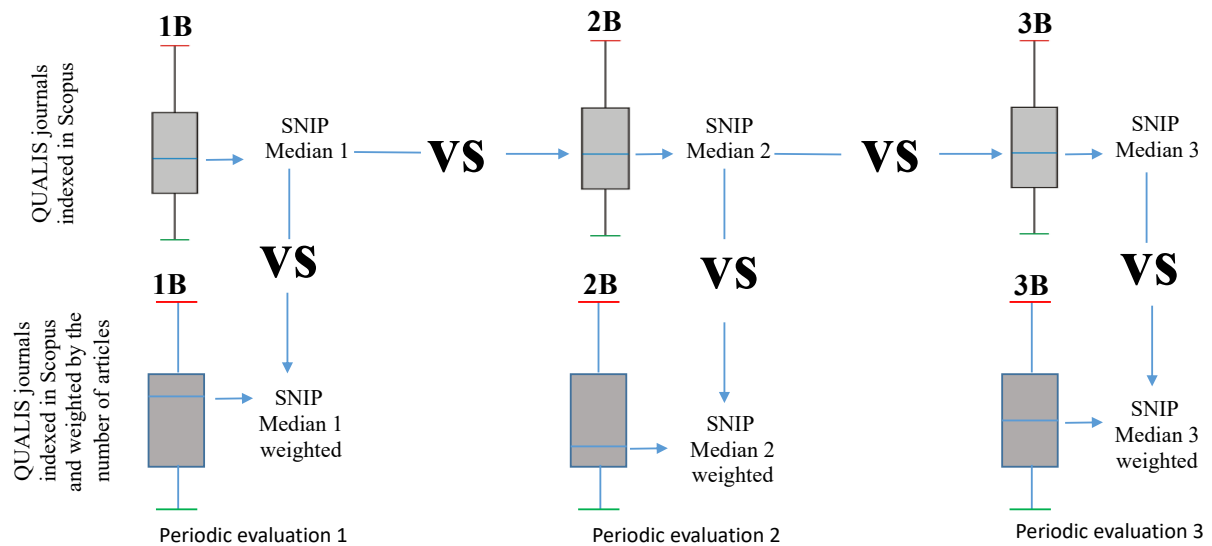 1B
2B
3B
QUALIS journals
indexed in Scopus
SNIP
Median 1
VS
SNIP
Median 2
VS
SNIP
Median 3
VS
VS
VS
1B
2B
3B
QUALIS journals
indexed in Scopus
and weighted by the
number of articles
SNIP
Median 1
weighted
SNIP
Median 2
weighted
SNIP
Median 3
weighted
Periodic evaluation 1
Periodic evaluation 2
Periodic evaluation 3